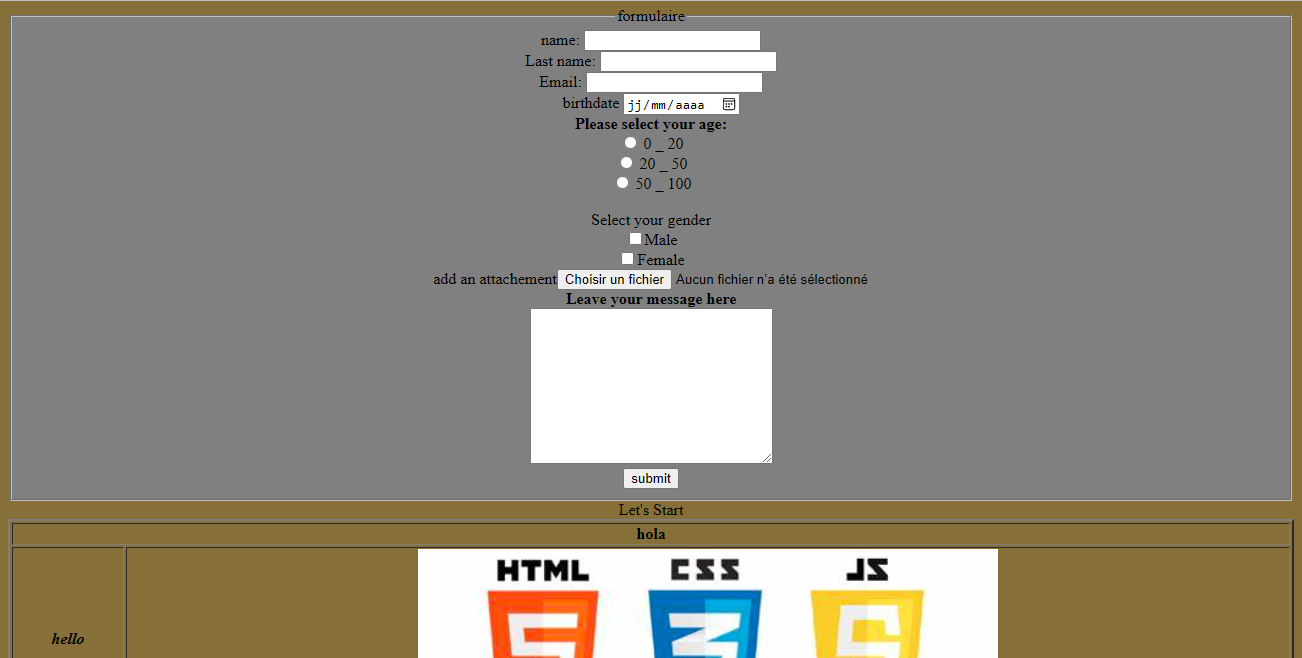 formulaire
name:
Last name:
Email:
birthdate jj/mm/aaaa
Please select your age:
0 _ 20
20 _ 50
50 _ 100
Select your gender
Male
Female
add an attachement Choisir un fichier Aucun fichier n'a été sélectionné
Leave your message here
submit
Let's Start
hola
HTML CSS JS
hello